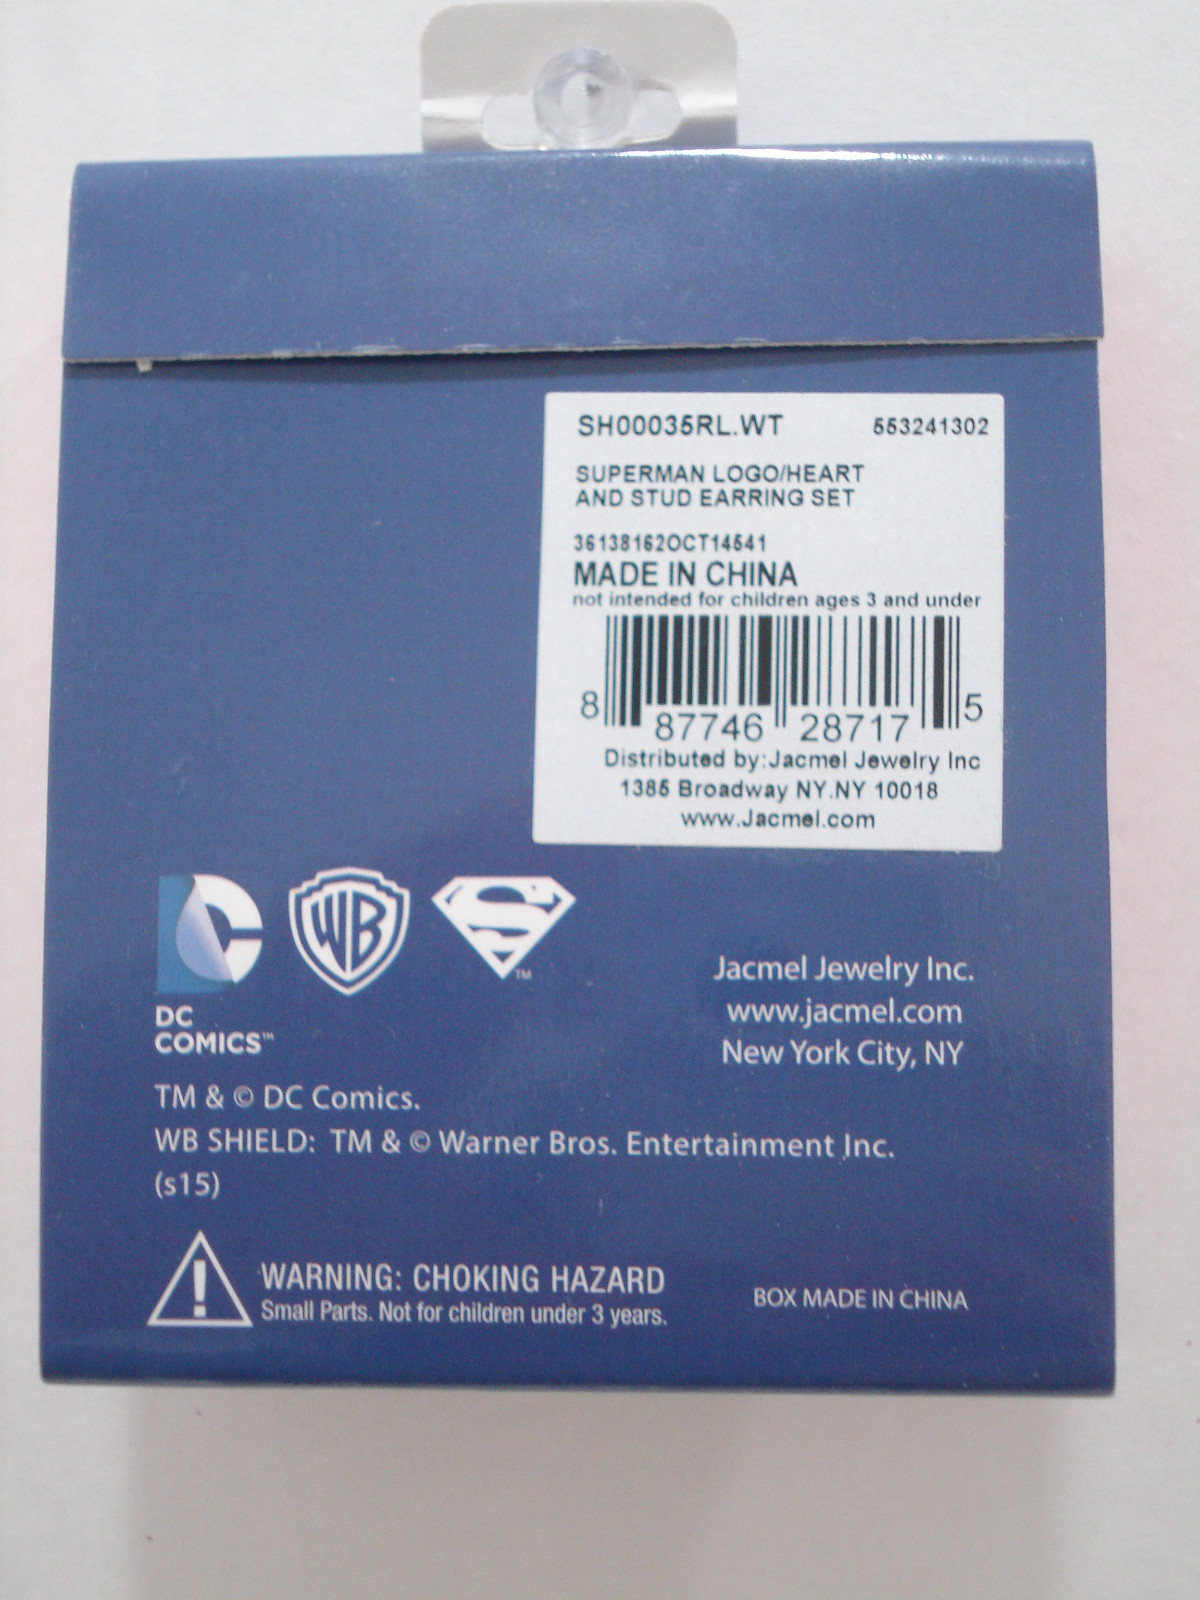 SH00035RL.WT 553241302
SUPERMAN LOGO/HEART
AND STUD EARRING SET
36138162OCT14541
MADE IN CHINA
not intended for children ages 3 and under
8 87746 28717 5
Distributed by:Jacmel Jewelry Inc
1385 Broadway NY.NY 10018
www.Jacmel.com
WB
S
TM
DC
COMICS™
Jacmel Jewelry Inc.
www.jacmel.com
New York City, NY
TM & © DC Comics.
WB SHIELD: TM & © Warner Bros. Entertainment Inc.
(s15)
! WARNING: CHOKING HAZARD
Small Parts. Not for children under 3 years.
BOX MADE IN CHINA